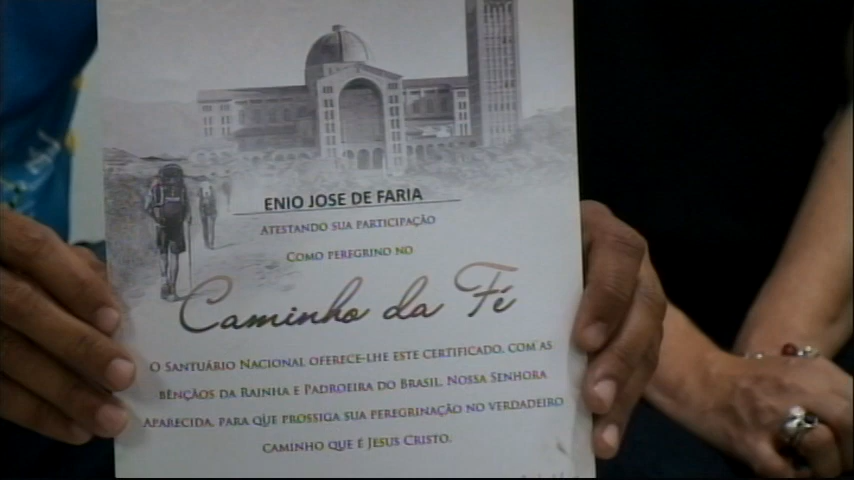 ENIO JOSE DE FARIA
ATESTANDO SUA PARTICIPAÇÃO
COMO PEREGRINO NO
Caminho da Fé
O SANTUÁRIO NACIONAL OFERECE-LHE ESTE CERTIFICADO, COM AS
BÊNÇÃOS DA RAINHA E PADROEIRA DO BRASIL, NOSSA SENHORA
APARECIDA, PARA QUE PROSSIGA SUA PEREGRINAÇÃO NO VERDADEIRO
CAMINHO QUE É JESUS CRISTO.